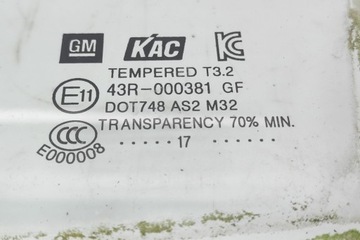 GM KAC KC
TEMPERED T3.2
E11 43R-000381 GF
DOT748 AS2 M32
CCC TRANSPARENCY 70% MIN.
E000008 ····· 17 ·····